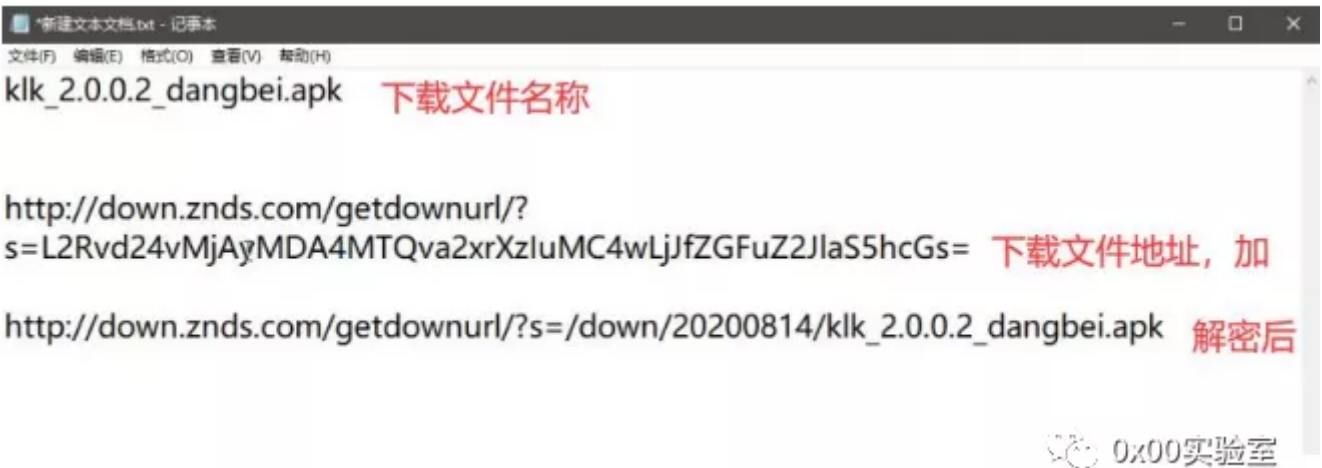 *新建文本文档.txt - 记事本
文件(F) 编辑(E) 格式(O) 查看(V) 帮助(H)
klk_2.0.0.2_dangbei.apk 下载文件名称
http://down.znds.com/getdownurl/?
s=L2Rvd24vMjAyMDA4MTQva2xrXzIuMC4wLjJfZGFuZ2JlaS5hcGs= 下载文件地址，加
http://down.znds.com/getdownurl/?s=/down/20200814/klk_2.0.0.2_dangbei.apk 解密后
0x00实验室